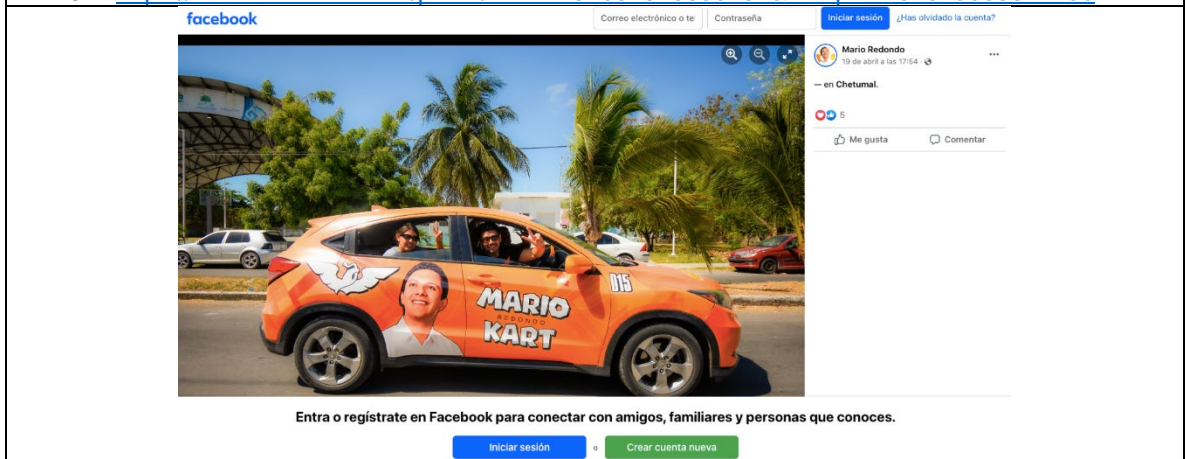 facebook
Correo electrónico o te
Contraseña
Iniciar sesión
¿Has olvidado la cuenta?
Mario Redondo
19 de abril a las 17:54
— en Chetumal.
5
Me gusta
Comentar
015
MARIO
REDONDO
KART
Entra o regístrate en Facebook para conectar con amigos, familiares y personas que conoces.
Iniciar sesión
o
Crear cuenta nueva